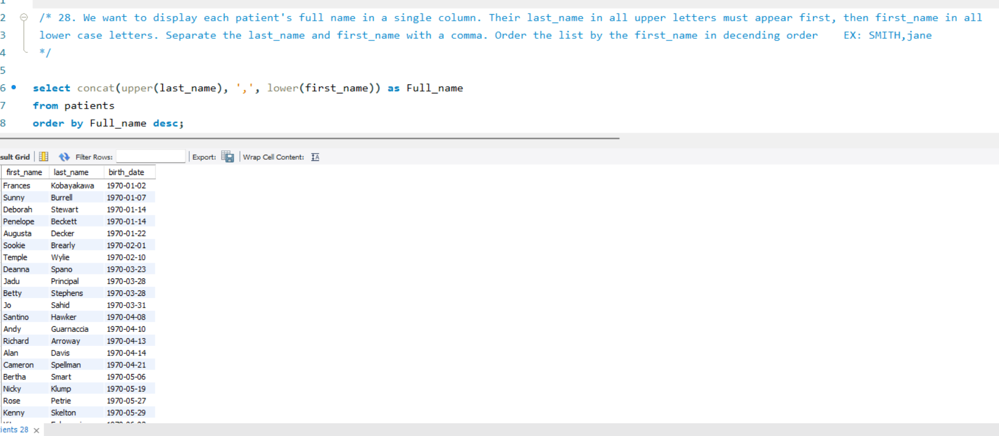 1
2 /* 28. We want to display each patient's full name in a single column. Their last_name in all upper letters must appear first, then first_name in all
3 lower case letters. Separate the last_name and first_name with a comma. Order the list by the first_name in decending order    EX: SMITH,jane
4 */
5
6 select concat(upper(last_name), ',', lower(first_name)) as Full_name
7 from patients
8 order by Full_name desc;
sult Grid Filter Rows: Export: Wrap Cell Content: IA
first_name last_name birth_date
Frances Kobayakawa 1970-01-02
Sunny Burrell 1970-01-07
Deborah Stewart 1970-01-14
Penelope Beckett 1970-01-14
Augusta Decker 1970-01-22
Sookie Brearly 1970-02-01
Temple Wylie 1970-02-10
Deanna Spano 1970-03-23
Jadu Principal 1970-03-28
Betty Stephens 1970-03-28
Jo Sahid 1970-03-31
Santino Hawker 1970-04-08
Andy Guarnaccia 1970-04-10
Richard Arroway 1970-04-13
Alan Davis 1970-04-14
Cameron Spellman 1970-04-21
Bertha Smart 1970-05-06
Nicky Klump 1970-05-19
Rose Petrie 1970-05-27
Kenny Skelton 1970-05-29
ients 28